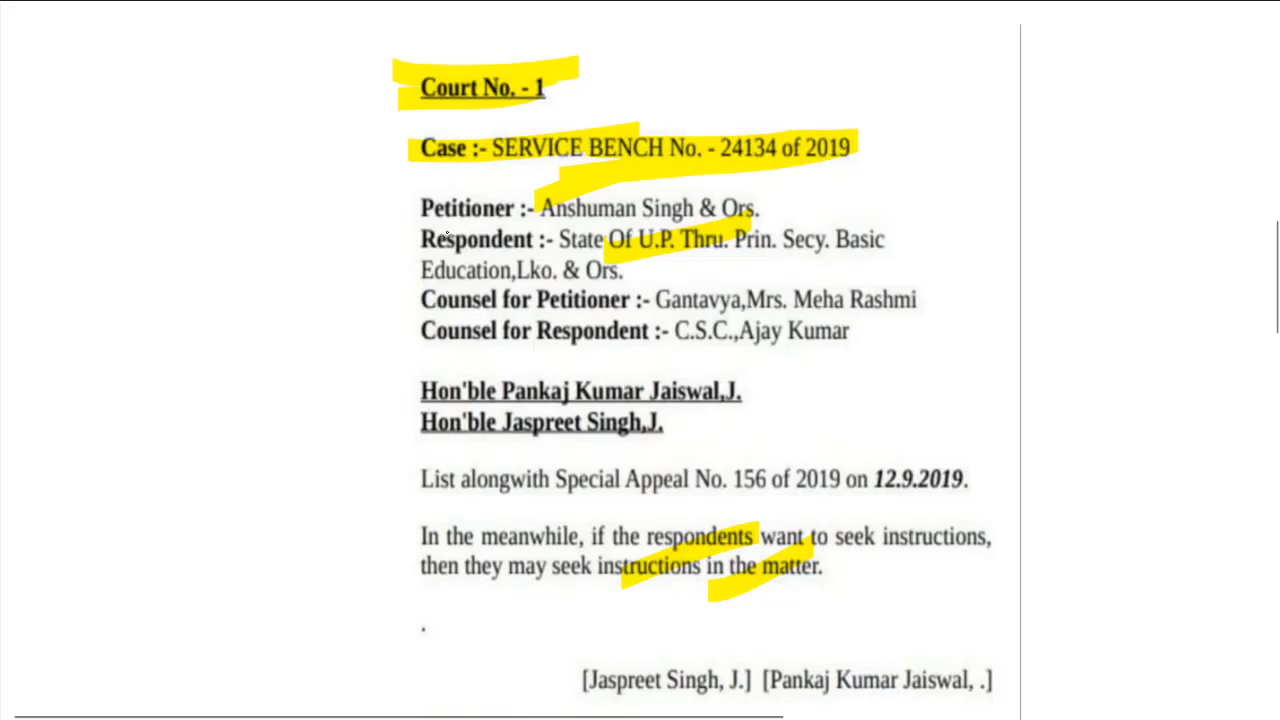 Court No. - 1
Case :- SERVICE BENCH No. - 24134 of 2019
Petitioner :- Anshuman Singh & Ors.
Respondent :- State Of U.P. Thru. Prin. Secy. Basic
Education,Lko. & Ors.
Counsel for Petitioner :- Gantavya,Mrs. Meha Rashmi
Counsel for Respondent :- C.S.C.,Ajay Kumar
Hon'ble Pankaj Kumar Jaiswal,J.
Hon'ble Jaspreet Singh,J.
List alongwith Special Appeal No. 156 of 2019 on 12.9.2019.
In the meanwhile, if the respondents want to seek instructions,
then they may seek instructions in the matter.
.
[Jaspreet Singh, J.] [Pankaj Kumar Jaiswal, .]